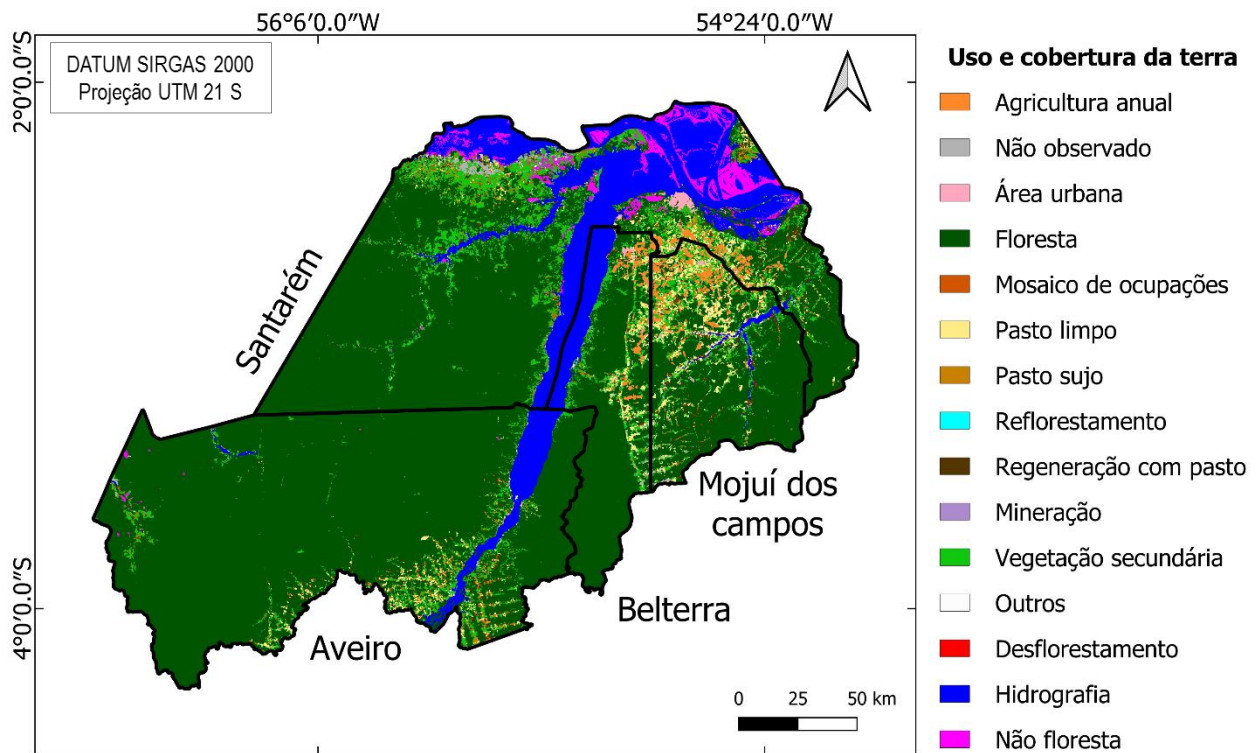 56°6'0.0"W
54°24'0.0"W
2°0'0.0"S
4°0'0.0"S
DATUM SIRGAS 2000
Projeção UTM 21 S
Santarém
Mojuí dos
campos
Belterra
Aveiro
0 25 50 km
Uso e cobertura da terra
Agricultura anual
Não observado
Área urbana
Floresta
Mosaico de ocupações
Pasto limpo
Pasto sujo
Reflorestamento
Regeneração com pasto
Mineração
Vegetação secundária
Outros
Desflorestamento
Hidrografia
Não floresta